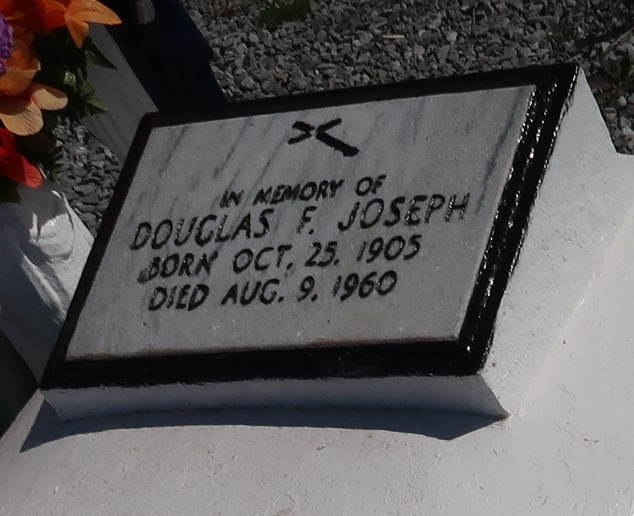 IN MEMORY OF
DOUGLAS F. JOSEPH
BORN OCT. 25. 1905
DIED AUG. 9. 1960